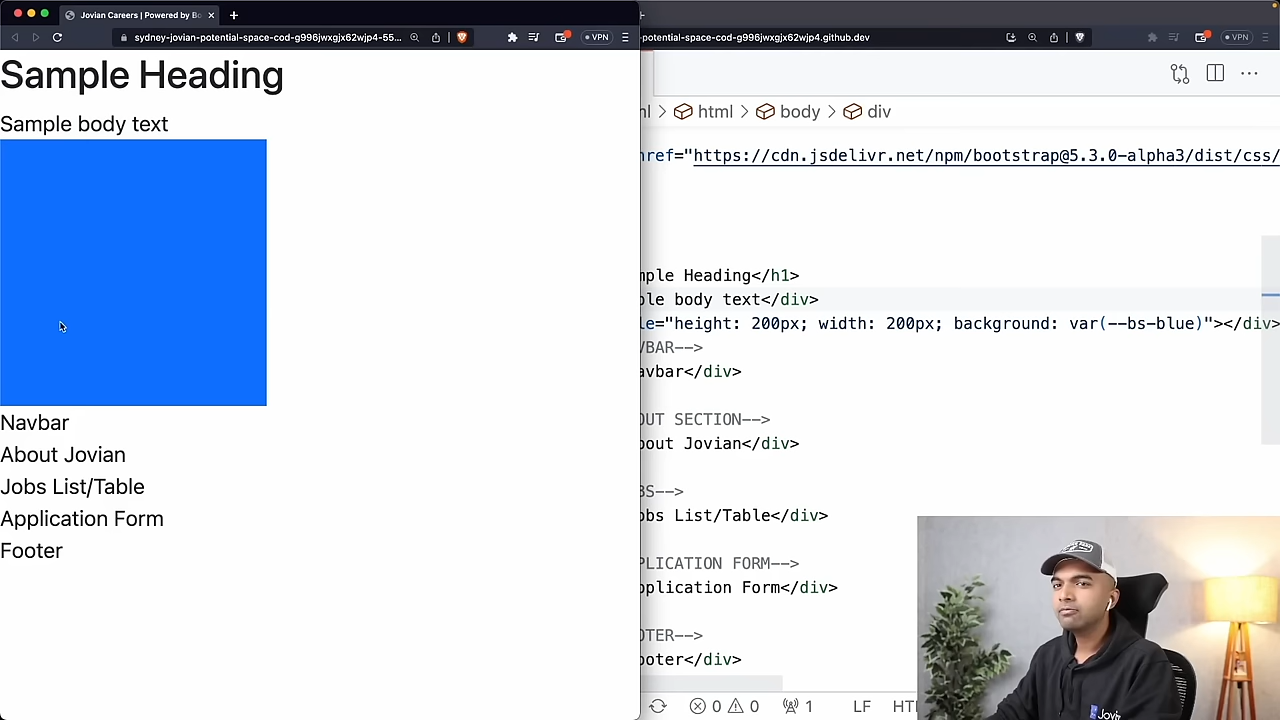 Jovian Careers | Powered by Bo
sydney-jovian-potential-space-cod-g996jwxgjx62wjp4-55...
VPN
Sample Heading
Sample body text
Navbar
About Jovian
Jobs List/Table
Application Form
Footer
potential-space-cod-g996jwxgjx62wjp4.github.dev
VPN
ml > html > body > div
href="https://cdn.jsdelivr.net/npm/bootstrap@5.3.0-alpha3/dist/css/
mple Heading</h1>
ple body text</div>
le="height: 200px; width: 200px; background: var(--bs-blue)"></div>
VBAR-->
avbar</div>
OUT SECTION-->
bout Jovian</div>
BS-->
obs List/Table</div>
PLICATION FORM-->
pplication Form</div>
OTER-->
ooter</div>
0 0 1 LF HTM
Jovian